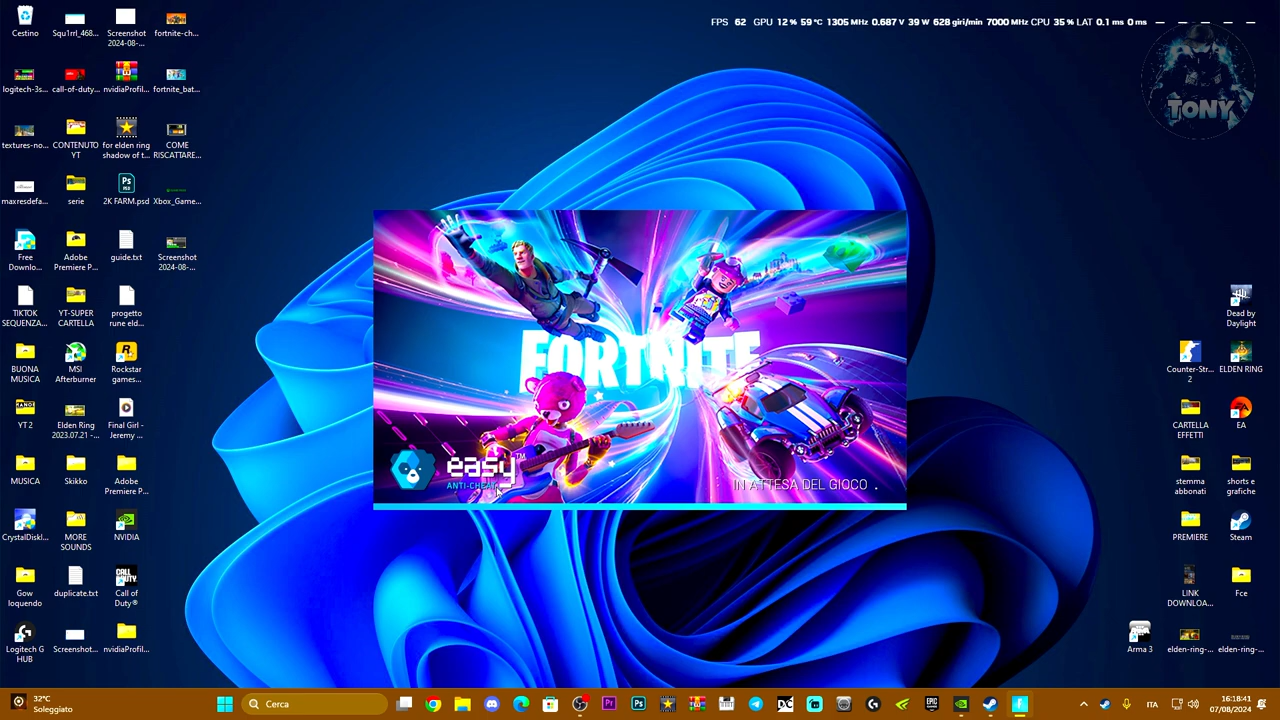 FPS 62 GPU 12 % 59 °C 1305 MHz 0.687 V 39 W 628 giri/min 7000 MHz CPU 35 % LAT 0.1 ms 0 ms
TONY
Cestino
Squ1rrl_468...
Screenshot
2024-08-...
fortnite-ch...
logitech-3s...
call-of-duty...
nvidiaProfil...
fortnite_bat...
textures-no...
CONTENUTO
YT
for elden ring
shadow of t...
COME
RISCATTARE...
maxresdefa...
serie
2K FARM.psd
Xbox_Game...
Free
Downlo...
Adobe
Premiere P...
guide.txt
Screenshot
2024-08-...
TIKTOK
SEQUENZA...
YT-SUPER
CARTELLA
progetto
rune eld...
BUONA
MUSICA
MSI
Afterburner
Rockstar
games...
YT 2
Elden Ring
2023.07.21 -...
Final Girl -
Jeremy ...
MUSICA
Skikko
Adobe
Premiere P...
CrystalDiskI...
MORE
SOUNDS
NVIDIA
Gow
loquendo
duplicate.txt
Call of
Duty®
Logitech G
HUB
Screenshot...
nvidiaProfil...
FORTNITE
easy™
ANTI-CHEAT
IN ATTESA DEL GIOCO .
Dead by
Daylight
Counter-Str...
2
ELDEN RING
CARTELLA
EFFETTI
EA
stemma
abbonati
shorts e
grafiche
PREMIERE
Steam
LINK
DOWNLOA...
Fce
Arma 3
elden-ring-...
elden-ring-...
32°C
Soleggiato
Cerca
ITA
16:18:41
07/08/2024